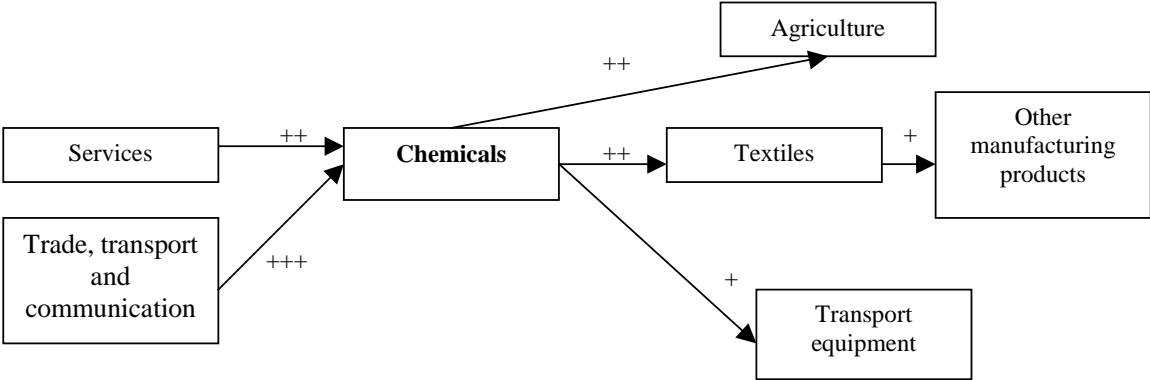 Agriculture
++
Services
++
Chemicals
++
Textiles
+
Other
manufacturing
products
Trade, transport
and
communication
+++
+
Transport
equipment